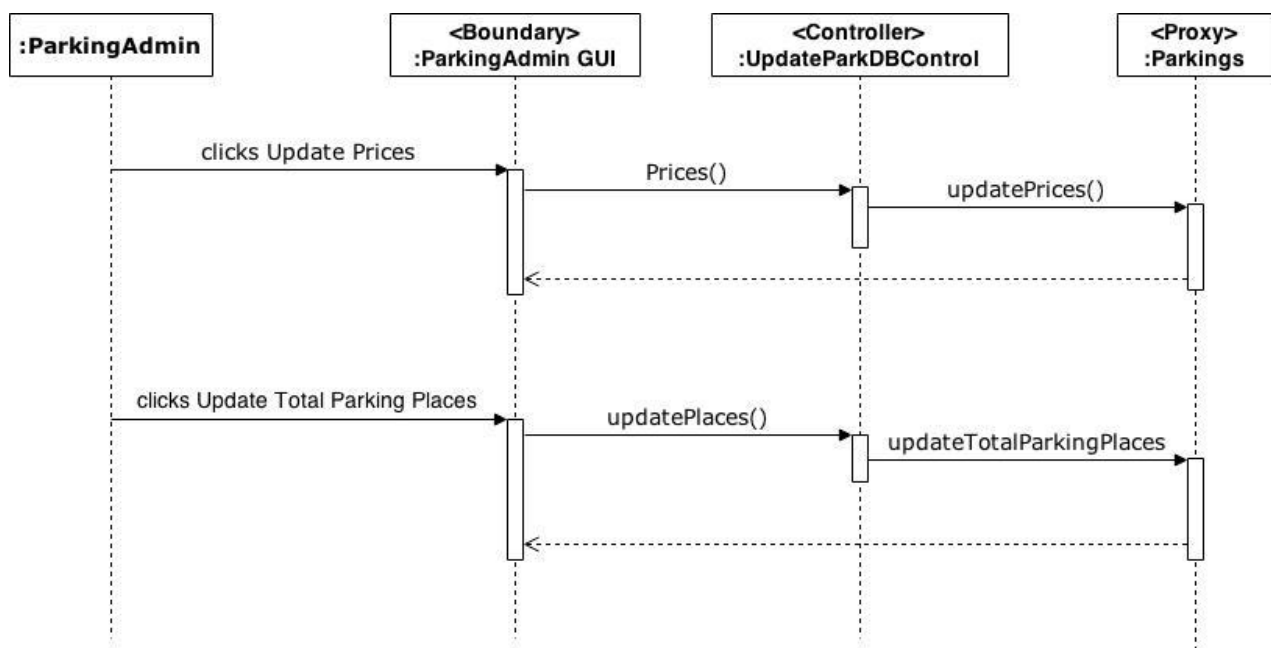 :ParkingAdmin
<Boundary>
:ParkingAdmin GUI
<Controller>
:UpdateParkDBControl
<Proxy>
:Parkings
clicks Update Prices
Prices()
updatePrices()
clicks Update Total Parking Places
updatePlaces()
updateTotalParkingPlaces